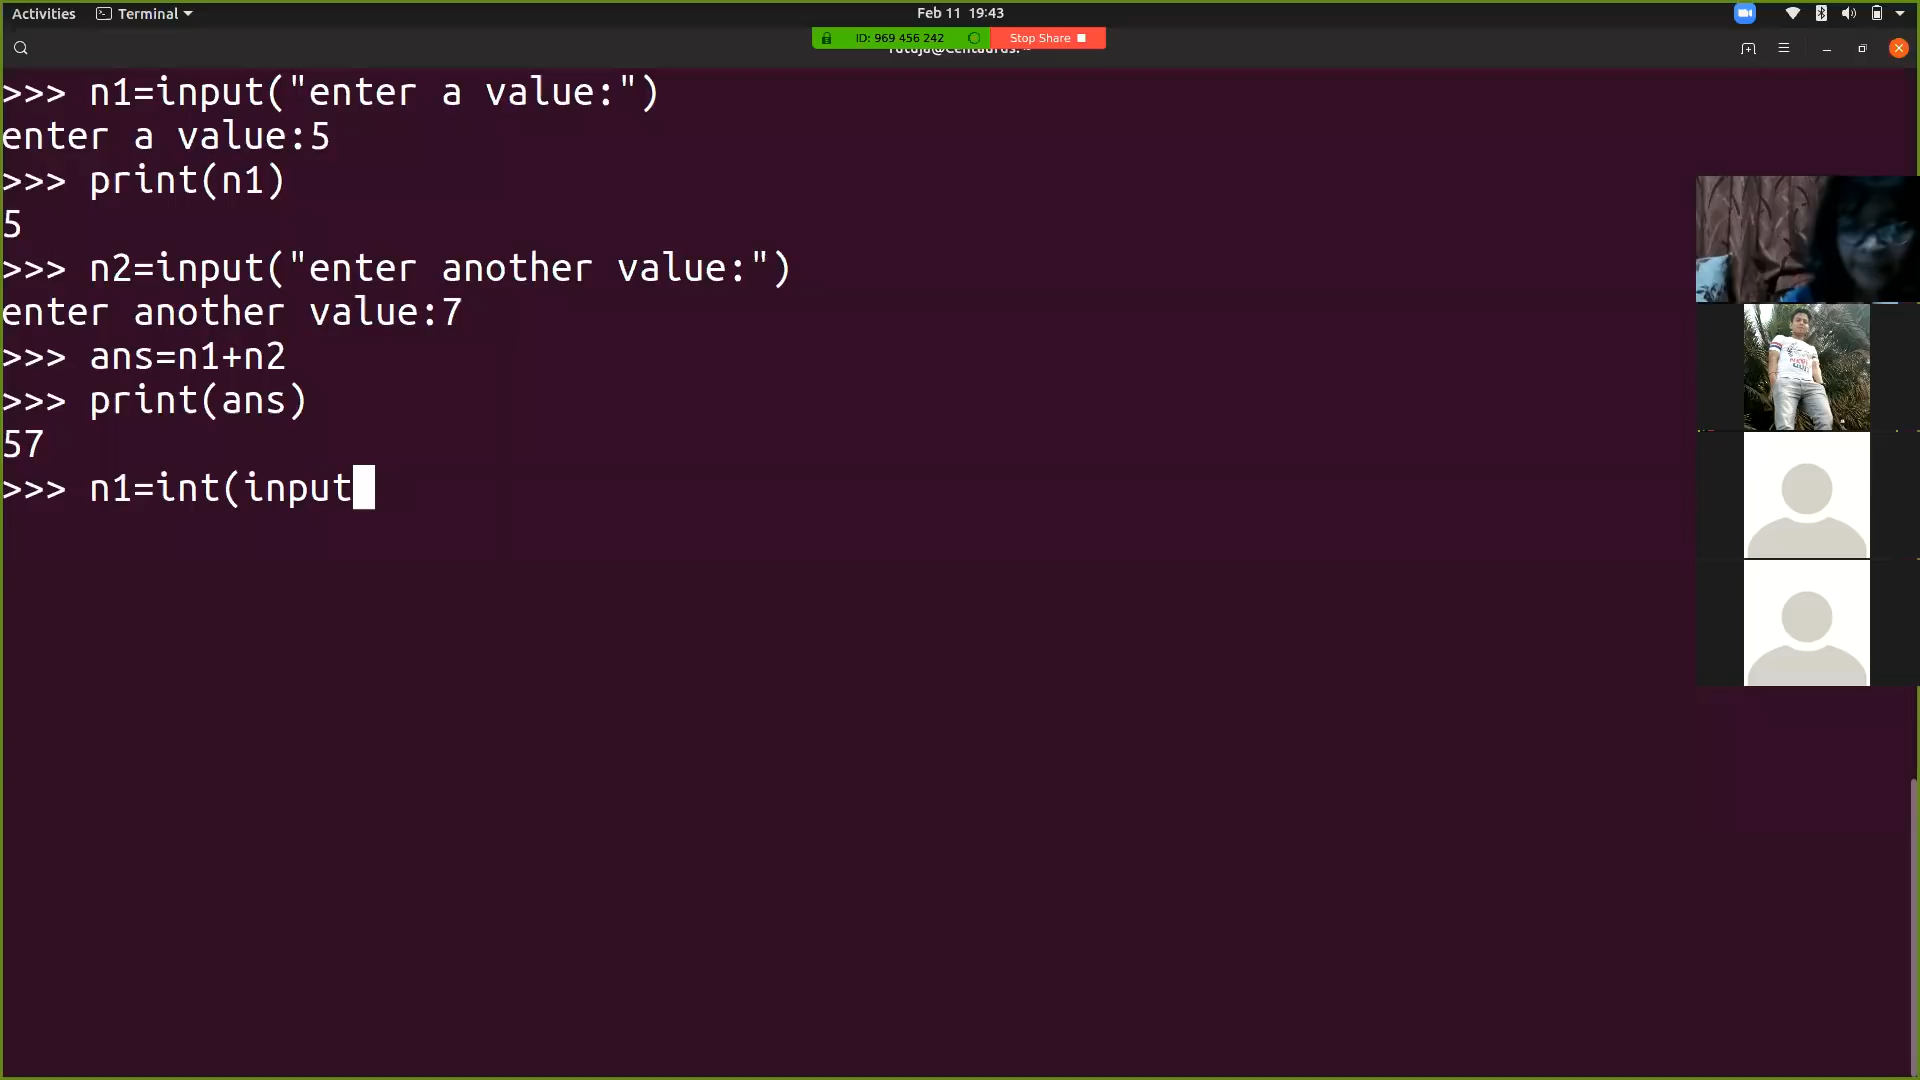 Activities Terminal Feb 11 19:43
ID: 969 456 242 Stop Share
>>> n1=input("enter a value:")
enter a value:5
>>> print(n1)
5
>>> n2=input("enter another value:")
enter another value:7
>>> ans=n1+n2
>>> print(ans)
57
>>> n1=int(input